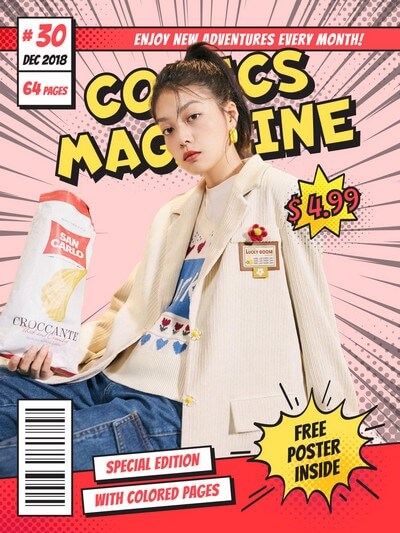 # 30
DEC 2018
64 PAGES
ENJOY NEW ADVENTURES EVERY MONTH!
COMICS
MAGAZINE
$ 4.99
SAN
CARLO
CROCCANTE
LUCKY GOOSE
SPECIAL EDITION
WITH COLORED PAGES
FREE
POSTER
INSIDE